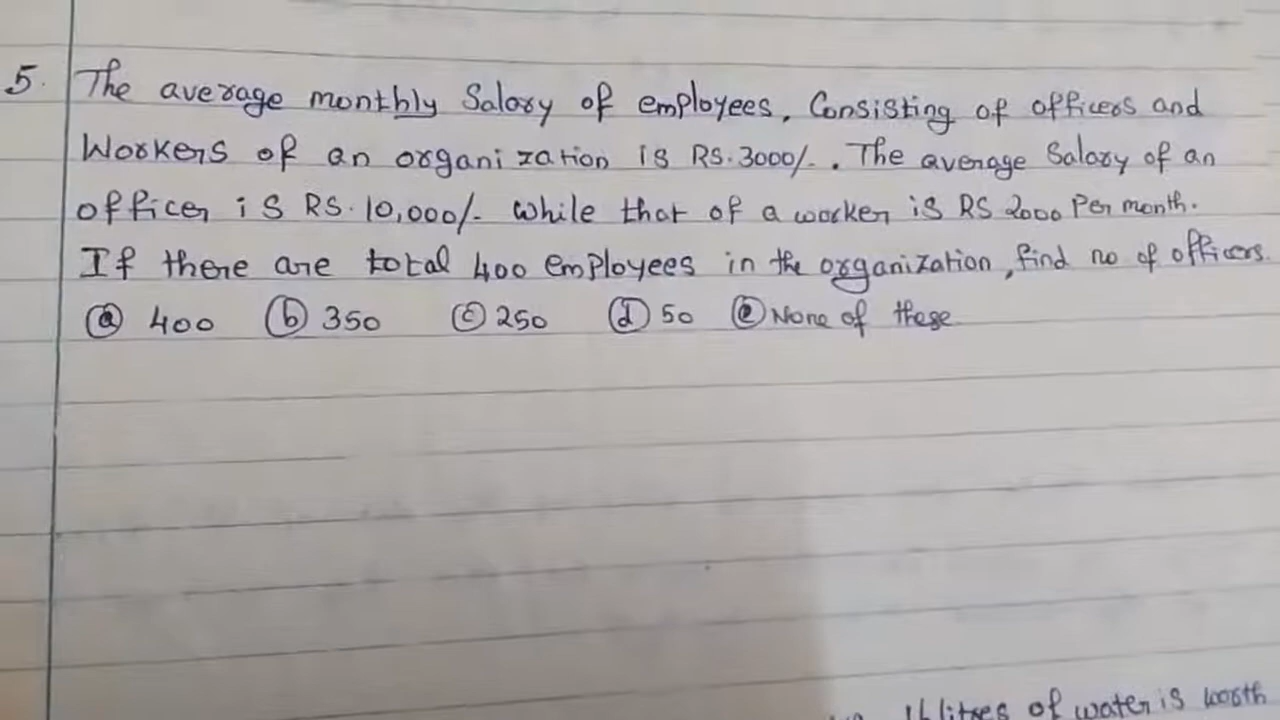 5. The average monthly Salary of employees, Consisting of officers and
Workers of an organization is RS. 3000/-. The average Salary of an
officer is RS. 10,000/- while that of a worker is RS 2000 Per month.
If there are total 400 employees in the organization, find no of officers.
(a) 400 (b) 350 (c) 250 (d) 50 (e) None of these
16 litres of water is worth